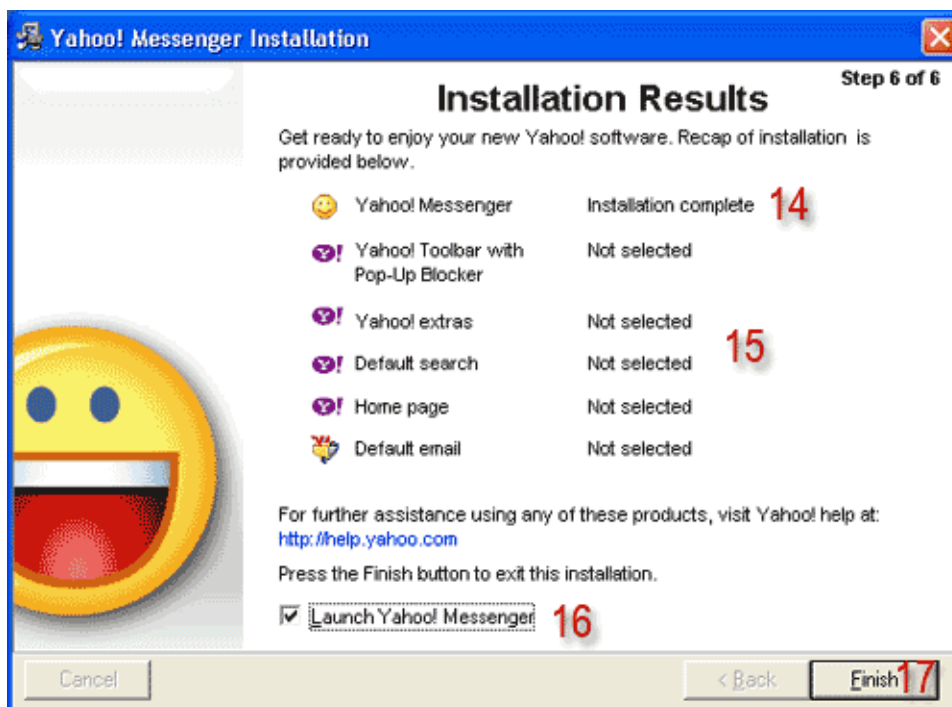 Yahoo! Messenger Installation
Step 6 of 6
Installation Results
Get ready to enjoy your new Yahoo! software. Recap of installation is
provided below.
Yahoo! Messenger Installation complete 14
Yahoo! Toolbar with Not selected
Pop-Up Blocker
Yahoo! extras Not selected
15
Default search Not selected
Home page Not selected
Default email Not selected
For further assistance using any of these products, visit Yahoo! help at:
http://help.yahoo.com
Press the Finish button to exit this installation.
Launch Yahoo! Messenger 16
Cancel < Back Finish 17